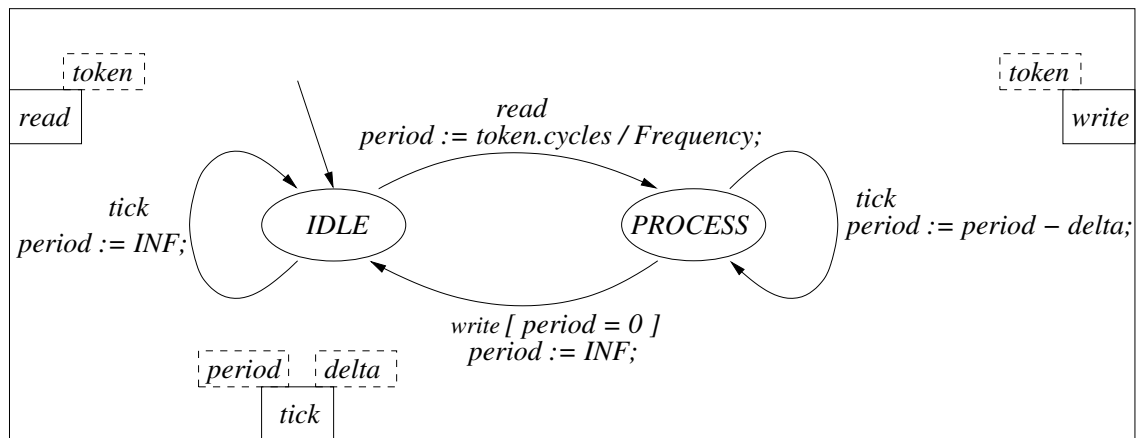 token
token
read
write
read
period := token.cycles / Frequency;
tick
period := INF;
IDLE
PROCESS
tick
period := period − delta;
write [ period = 0 ]
period := INF;
period
delta
tick